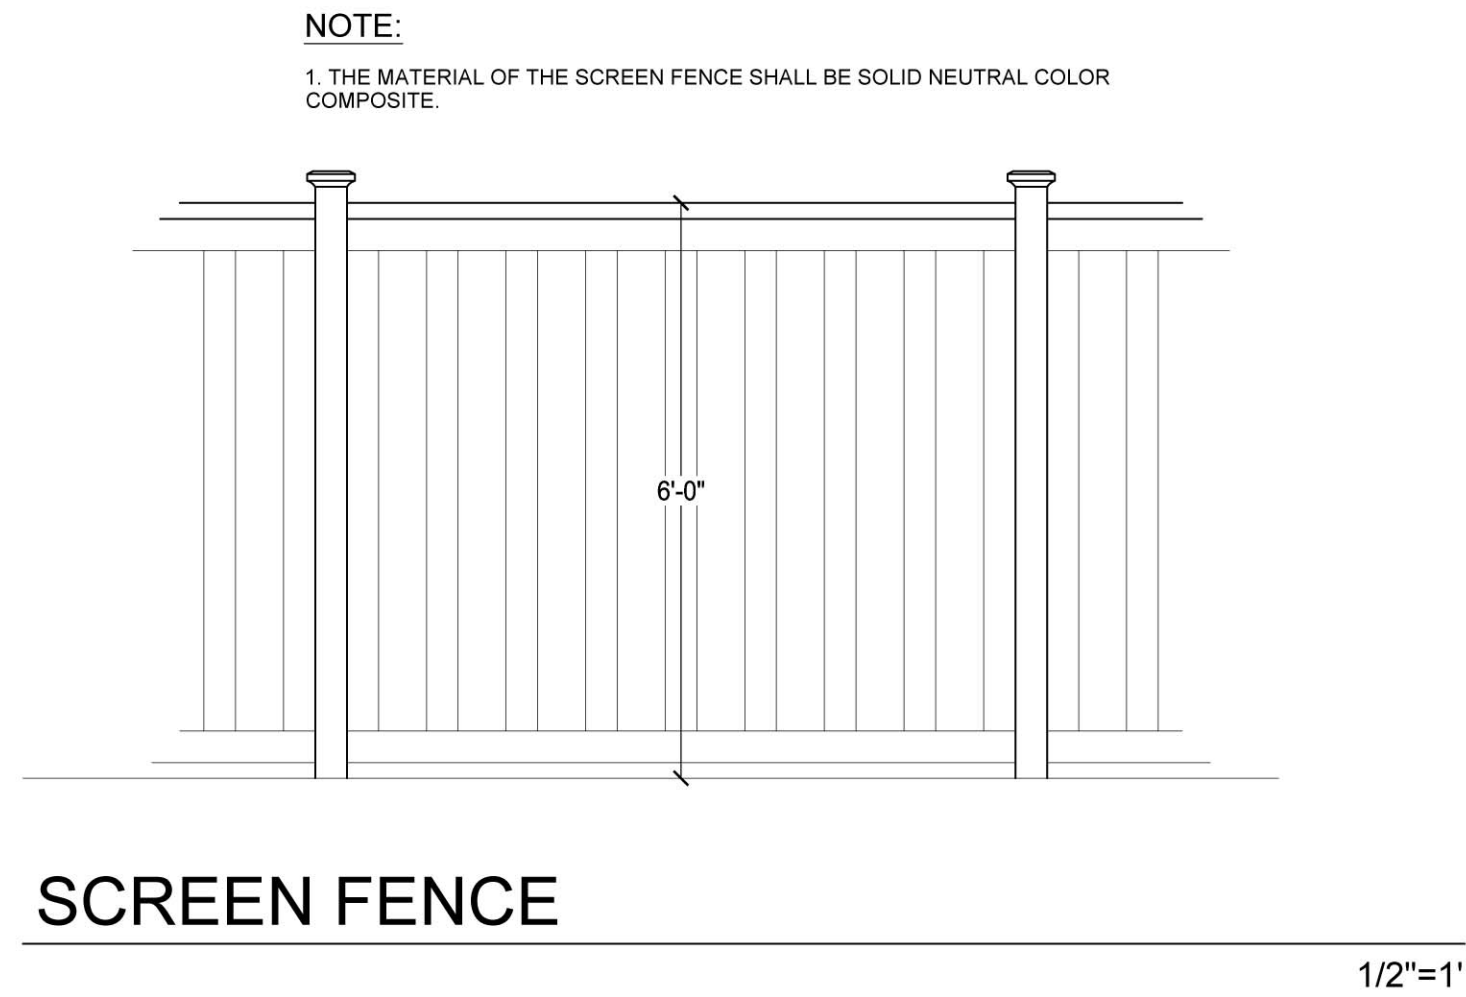 NOTE:
1. THE MATERIAL OF THE SCREEN FENCE SHALL BE SOLID NEUTRAL COLOR
COMPOSITE.
6'-0"
SCREEN FENCE
1/2"=1'